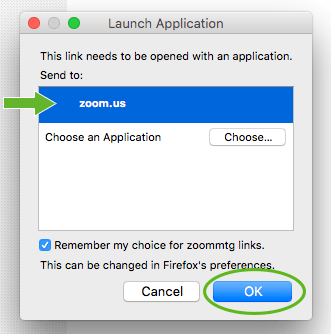 Launch Application
This link needs to be opened with an application.
Send to:
zoom.us
Choose an Application Choose...
Remember my choice for zoommtg links.
This can be changed in Firefox's preferences.
Cancel OK